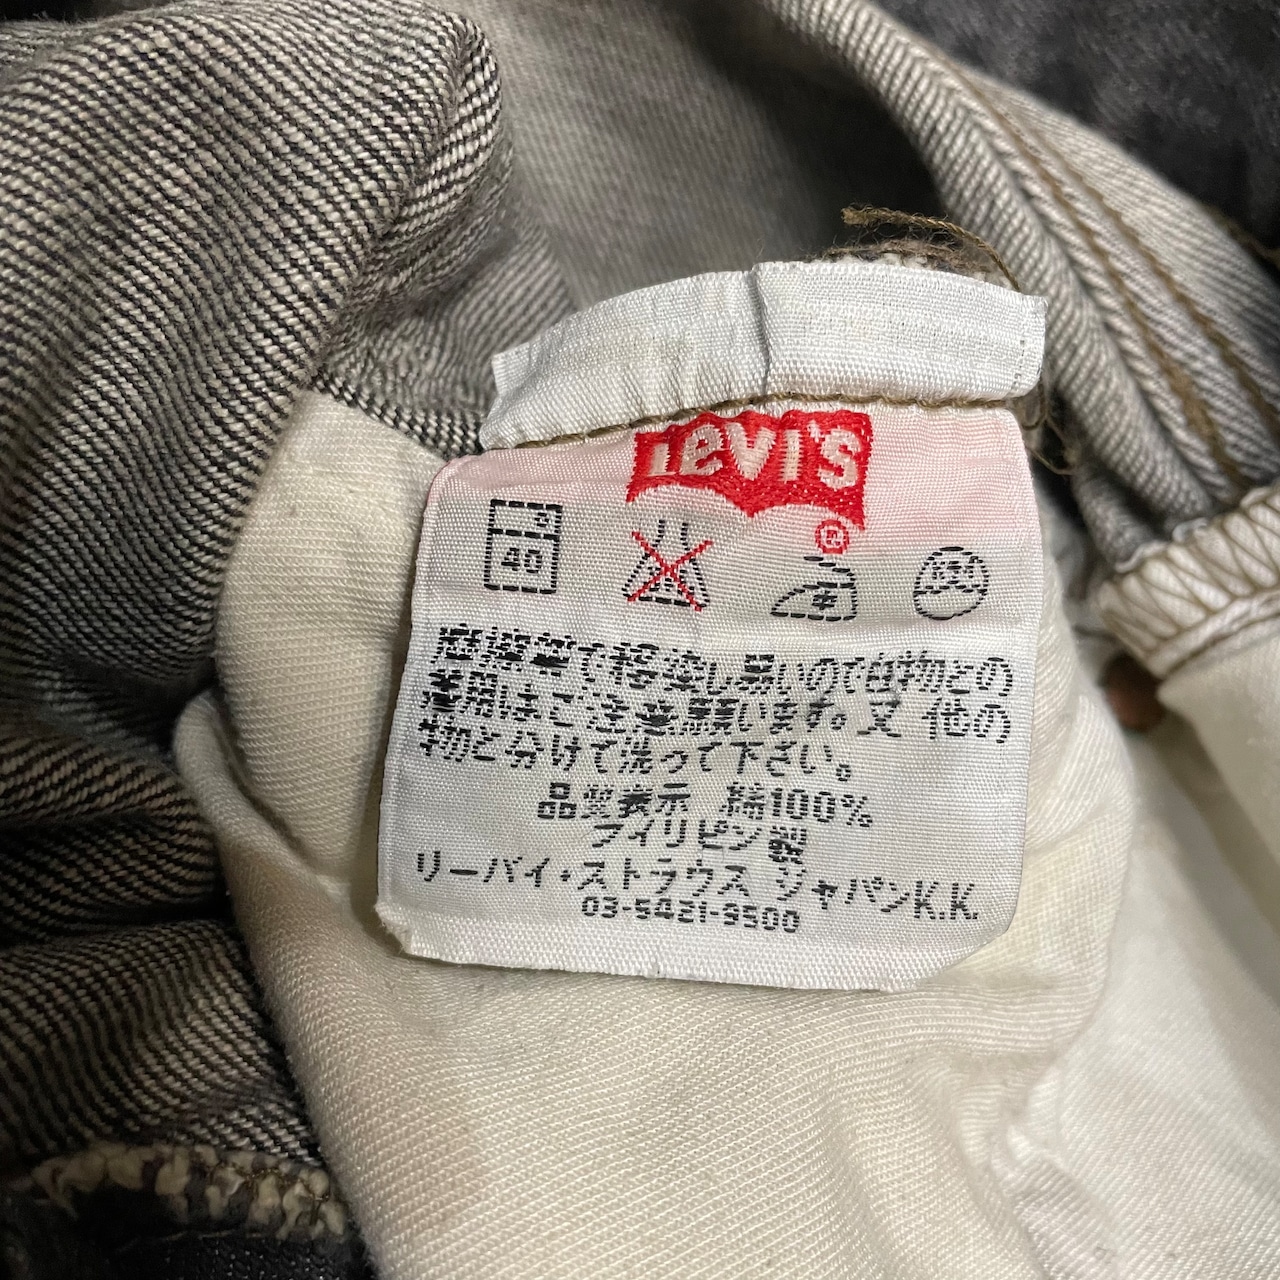 Levi's
®
40
中
摩擦等で移染し易いので白物との
着用はご注意願います。又 他の
物と分けて洗って下さい。
品質表示 綿100%
フィリピン製
リーバイ・ストラウス ジャパンK.K.
03-5421-9500